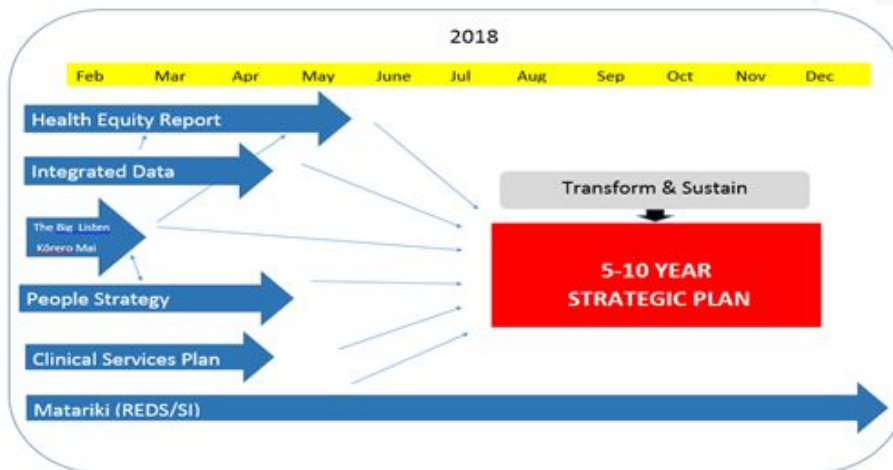 2018
Feb Mar Apr May June Jul Aug Sep Oct Nov Dec
Health Equity Report
Integrated Data
The Big Listen
Kōrero Mai
People Strategy
Clinical Services Plan
Matariki (REDS/SI)
Transform & Sustain
5-10 YEAR
STRATEGIC PLAN